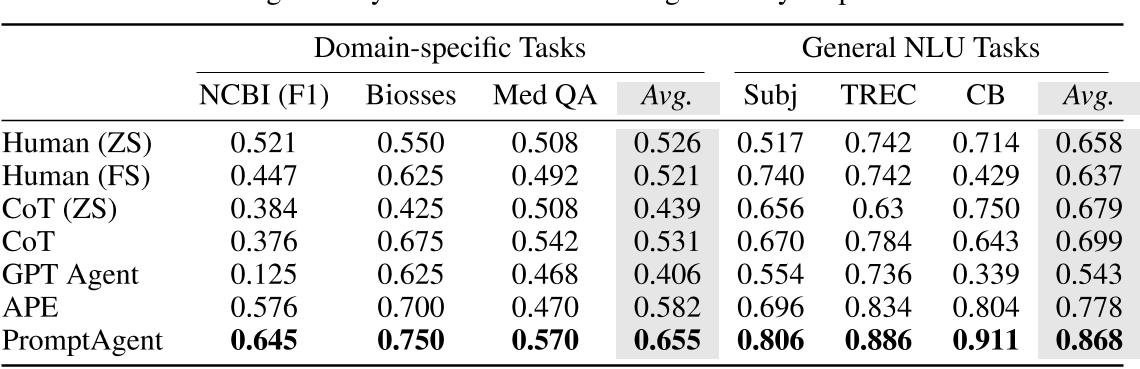 Domain-specific Tasks General NLU Tasks
NCBI (F1) Biosses Med QA Avg. Subj TREC CB Avg.
Human (ZS) 0.521 0.550 0.508 0.526 0.517 0.742 0.714 0.658
Human (FS) 0.447 0.625 0.492 0.521 0.740 0.742 0.429 0.637
CoT (ZS) 0.384 0.425 0.508 0.439 0.656 0.63 0.750 0.679
CoT 0.376 0.675 0.542 0.531 0.670 0.784 0.643 0.699
GPT Agent 0.125 0.625 0.468 0.406 0.554 0.736 0.339 0.543
APE 0.576 0.700 0.470 0.582 0.696 0.834 0.804 0.778
PromptAgent 0.645 0.750 0.570 0.655 0.806 0.886 0.911 0.868